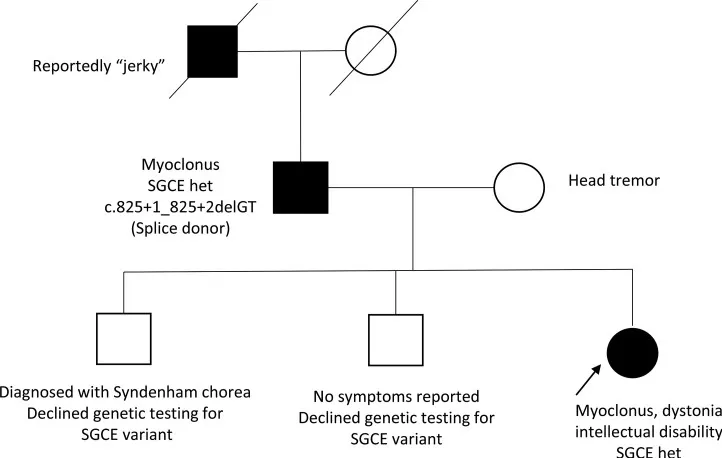 Reportedly “jerky”
Myoclonus
SGCE het
c.825+1_825+2delGT
(Splice donor)
Head tremor
Diagnosed with Syndenham chorea
Declined genetic testing for
SGCE variant
No symptoms reported
Declined genetic testing for
SGCE variant
Myoclonus, dystonia
intellectual disability
SGCE het